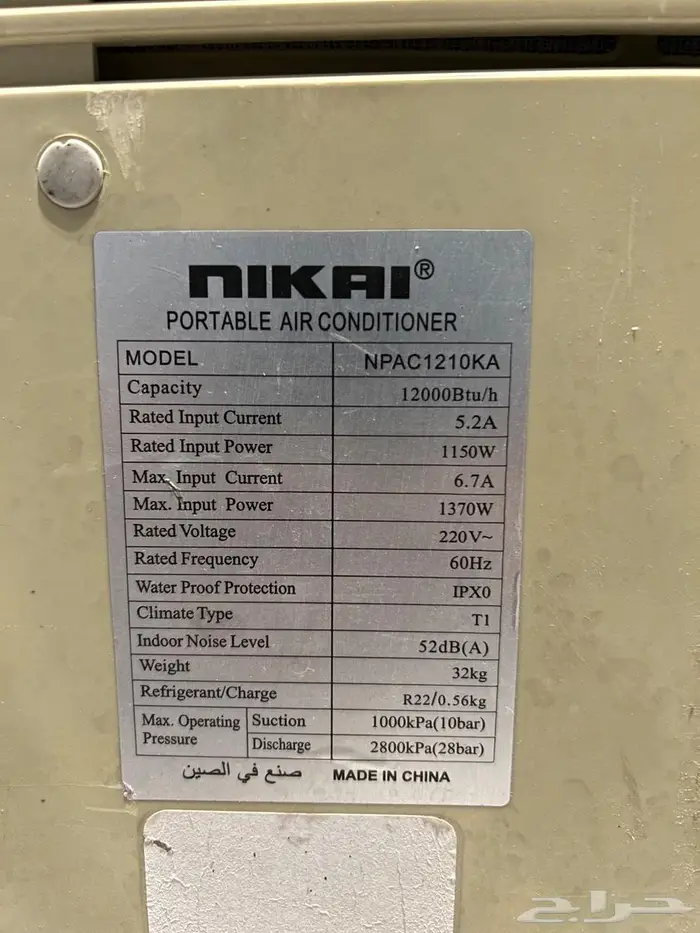 nIKAI®
PORTABLE AIR CONDITIONER
MODEL NPAC1210KA
Capacity 12000Btu/h
Rated Input Current 5.2A
Rated Input Power 1150W
Max. Input Current 6.7A
Max. Input Power 1370W
Rated Voltage 220V~
Rated Frequency 60Hz
Water Proof Protection IPX0
Climate Type T1
Indoor Noise Level 52dB(A)
Weight 32kg
Refrigerant/Charge R22/0.56kg
Max. Operating Pressure Suction 1000kPa(10bar)
Discharge 2800kPa(28bar)
صنع في الصين MADE IN CHINA
حراج